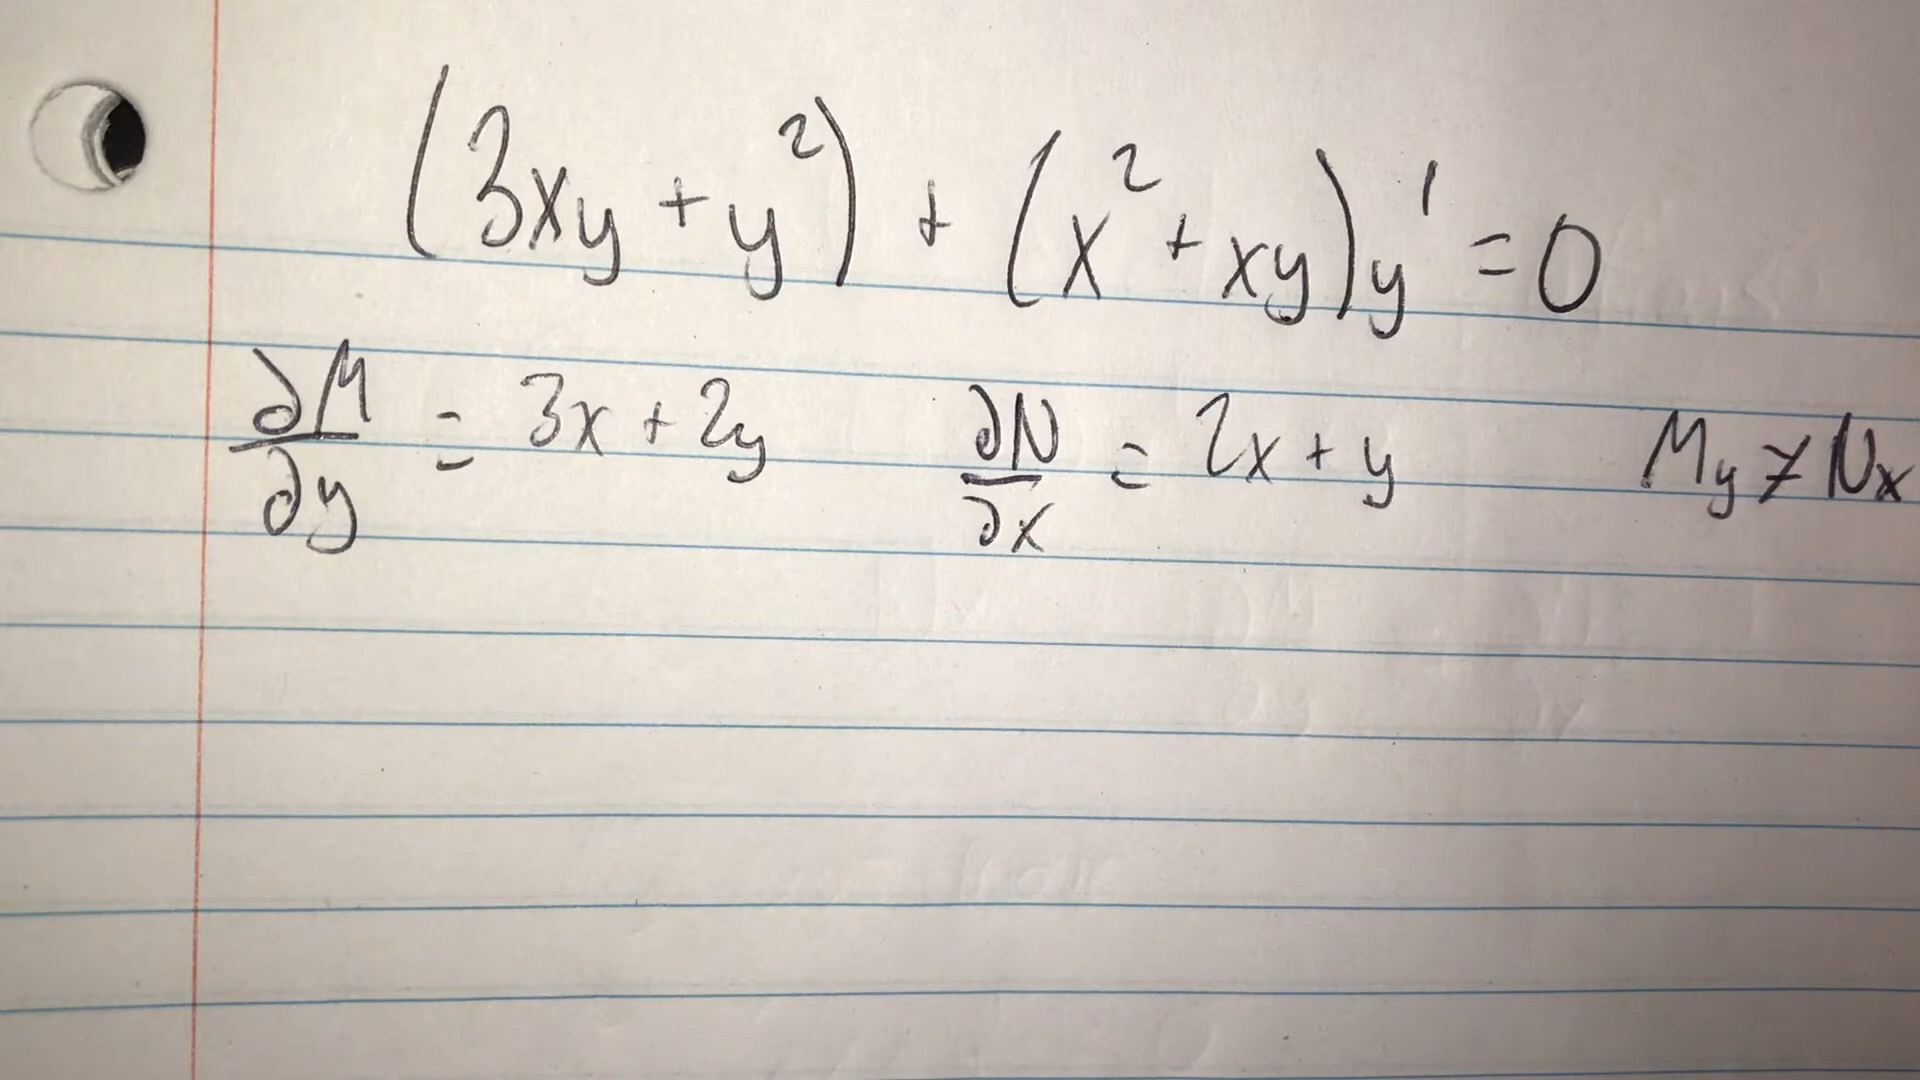 (3xy + y²) + (x² + xy)y' = 0
∂M/∂y = 3x + 2y   ∂N/∂x = 2x + y   My ≠ Nx